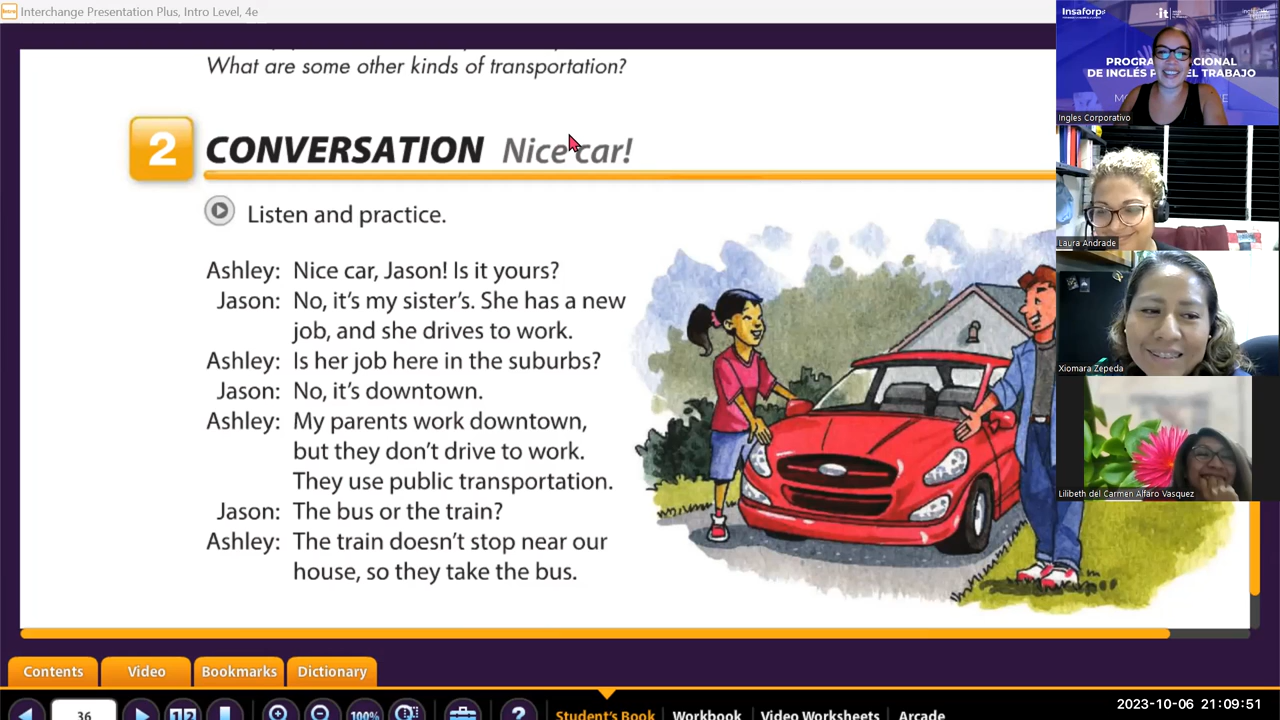 Interchange Presentation Plus, Intro Level, 4e
What are some other kinds of transportation?
2 CONVERSATION Nice car!
Listen and practice.
Ashley: Nice car, Jason! Is it yours?
Jason: No, it's my sister's. She has a new
job, and she drives to work.
Ashley: Is her job here in the suburbs?
Jason: No, it's downtown.
Ashley: My parents work downtown,
but they don't drive to work.
They use public transportation.
Jason: The bus or the train?
Ashley: The train doesn't stop near our
house, so they take the bus.
Contents Video Bookmarks Dictionary
36
100%
Student's Book Workbook Video Worksheets Arcade
Insaforp
Ingles Corporativo
Laura Andrade
Xiomara Zepeda
Lilibeth del Carmen Alfaro Vasquez
2023-10-06 21:09:51